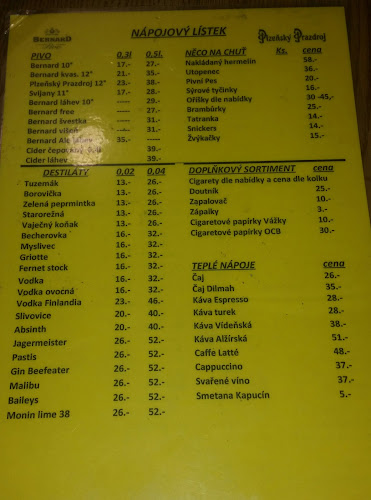 BERNARD
NÁPOJOVÝ LÍSTEK
Plzeňský Prazdroj
PIVO 0,3l 0,5l.
Bernard 10° 17.- 27.-
Bernard kvas. 12° 21.- 35.-
Plzeňský Prazdroj 12° 23.- 38.-
Svijany 11° 17.- 28.-
Bernard láhev 10° ---- 29.-
Bernard free ---- 27.-
Bernard švestka ---- 31.-
Bernard višeň ---- 31.-
Bernard Ale láhev 35.- ----
Cider čepovaný 39.-
Cider láhev 39.-
NĚCO NA CHUŤ Ks. cena
Nakládaný hermelín 58.-
Utopenec 36.-
Pivní Pes 20.-
Sýrové tyčinky 16.-
Oříšky dle nabídky 30 -45,-
Brambůrky 25.-
Tatranka 14.-
Snickers 14.-
Žvýkačky 15.-
DESTILÁTY 0,02 0,04
Tuzemák 13.- 26.-
Borovička 13.- 26.-
Zelená peprmintka 13.- 26.-
Starorežná 13.- 26.-
Vaječný koňak 13.- 26.-
Becherovka 16.- 32.-
Myslivec 16.- 32.-
Griotte 16.- 32.-
Fernet stock 16.- 32.-
Vodka 16.- 32.-
Vodka ovocná 16.- 32.-
Vodka Finlandia 23.- 46.-
Slivovice 20.- 40.-
Absinth 20.- 40.-
Jagermeister 26.- 52.-
Pastis 26.- 52.-
Gin Beefeater 26.- 52.-
Malibu 26.- 52.-
Baileys 26.- 52.-
Monin lime 38 26.- 52.-
DOPLŇKOVÝ SORTIMENT cena
Cigarety dle nabídky a cena dle kolku
Doutník 25.-
Zapalovač 10.-
Zápalky 3.-
Cigaretové papírky Vážky 10.-
Cigaretové papírky OCB 30.-
TEPLÉ NÁPOJE cena
Čaj 26.-
Čaj Dilmah 35.-
Káva Espresso 28.-
Káva turek 28.-
Káva Vídeňská 38.-
Káva Alžírská 51.-
Caffe Latté 48.-
Cappuccino 37.-
Svařené víno 37.-
Smetana Kapucín 5.-